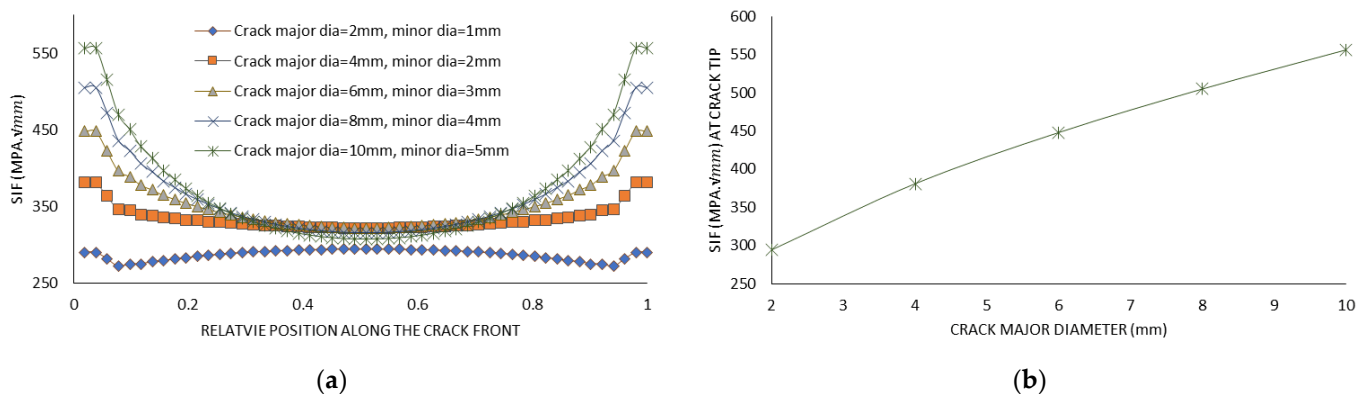 SIF (MPA.√mm)
550
450
350
250
Crack major dia=2mm, minor dia=1mm
Crack major dia=4mm, minor dia=2mm
Crack major dia=6mm, minor dia=3mm
Crack major dia=8mm, minor dia=4mm
Crack major dia=10mm, minor dia=5mm
0 0.2 0.4 0.6 0.8 1
RELATVIE POSITION ALONG THE CRACK FRONT
(a)
SIF (MPA.√mm) AT CRACK TIP
600
550
500
450
400
350
300
250
2 3 4 5 6 7 8 9 10
CRACK MAJOR DIAMETER (mm)
(b)